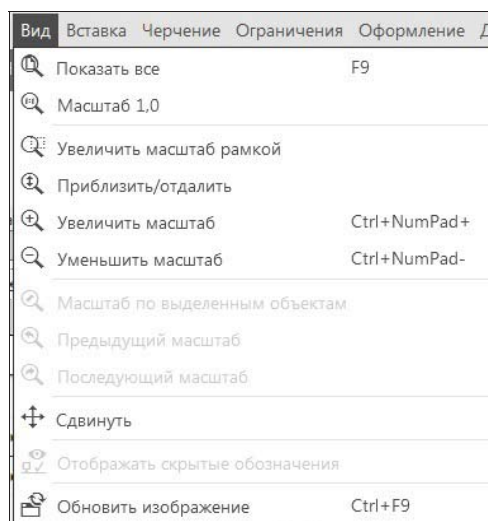 Вид Вставка Черчение Ограничения Оформление
Показать все F9
Масштаб 1,0
Увеличить масштаб рамкой
Приблизить/отдалить
Увеличить масштаб Ctrl+NumPad+
Уменьшить масштаб Ctrl+NumPad-
Масштаб по выделенным объектам
Предыдущий масштаб
Последующий масштаб
Сдвинуть
Отображать скрытые обозначения
Обновить изображение Ctrl+F9